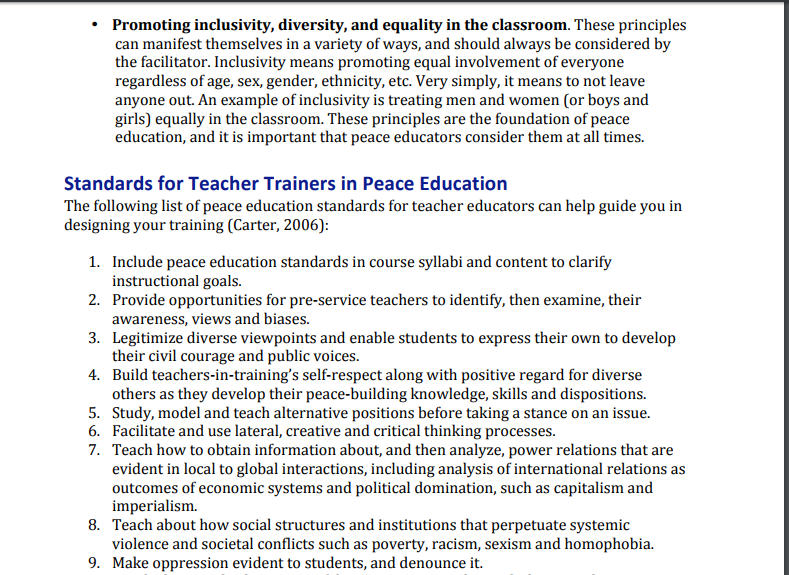 • Promoting inclusivity, diversity, and equality in the classroom. These principles
can manifest themselves in a variety of ways, and should always be considered by
the facilitator. Inclusivity means promoting equal involvement of everyone
regardless of age, sex, gender, ethnicity, etc. Very simply, it means to not leave
anyone out. An example of inclusivity is treating men and women (or boys and
girls) equally in the classroom. These principles are the foundation of peace
education, and it is important that peace educators consider them at all times.
Standards for Teacher Trainers in Peace Education
The following list of peace education standards for teacher educators can help guide you in
designing your training (Carter, 2006):
1. Include peace education standards in course syllabi and content to clarify
instructional goals.
2. Provide opportunities for pre-service teachers to identify, then examine, their
awareness, views and biases.
3. Legitimize diverse viewpoints and enable students to express their own to develop
their civil courage and public voices.
4. Build teachers-in-training's self-respect along with positive regard for diverse
others as they develop their peace-building knowledge, skills and dispositions.
5. Study, model and teach alternative positions before taking a stance on an issue.
6. Facilitate and use lateral, creative and critical thinking processes.
7. Teach how to obtain information about, and then analyze, power relations that are
evident in local to global interactions, including analysis of international relations as
outcomes of economic systems and political domination, such as capitalism and
imperialism.
8. Teach about how social structures and institutions that perpetuate systemic
violence and societal conflicts such as poverty, racism, sexism and homophobia.
9. Make oppression evident to students, and denounce it.